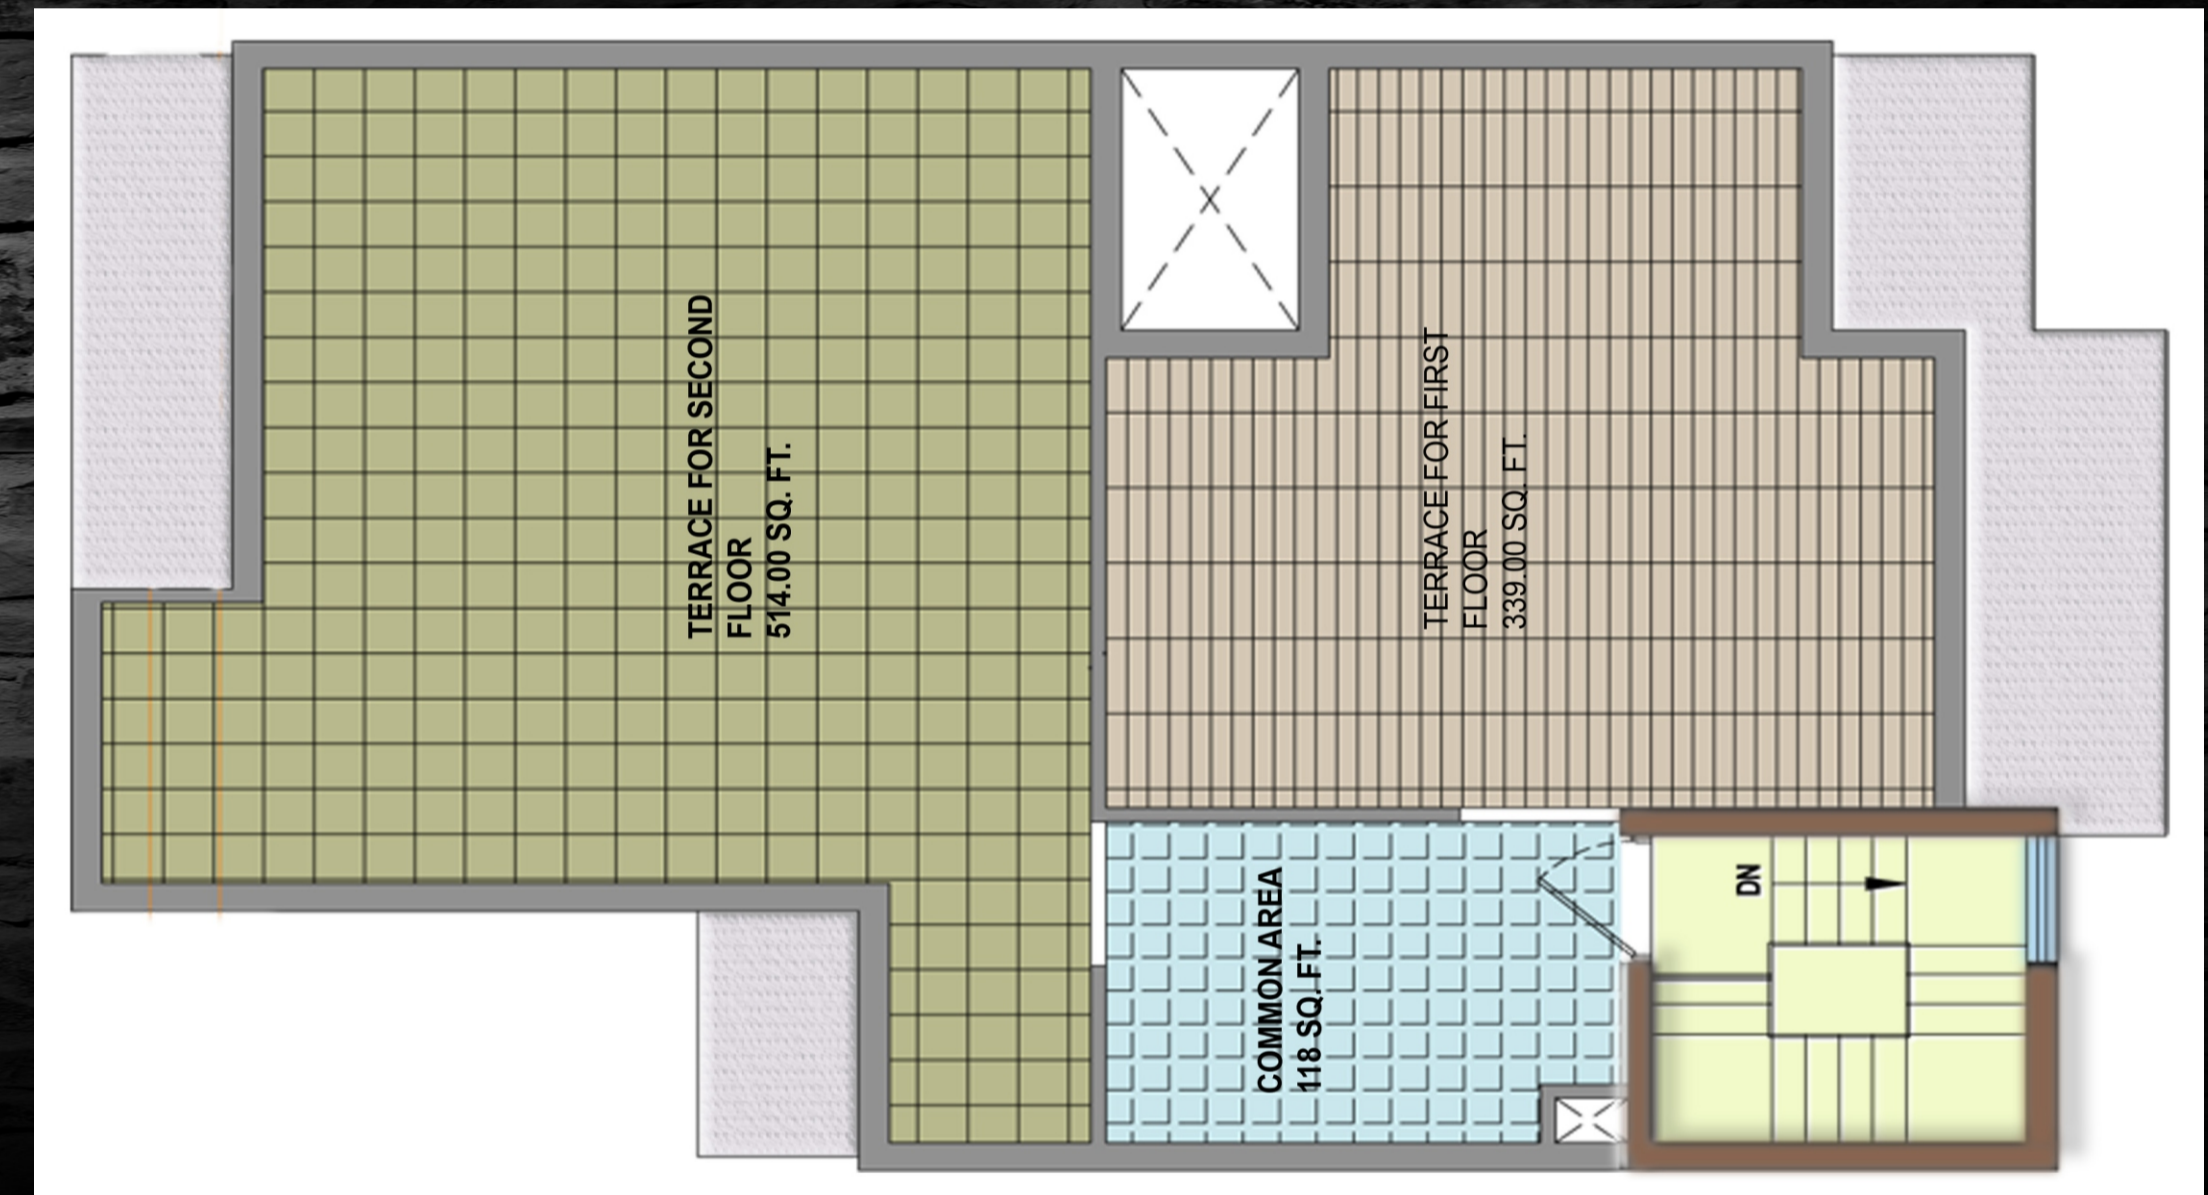 TERRACE FOR SECOND
FLOOR
514.00 SQ. FT.
TERRACE FOR FIRST
FLOOR
339.00 SQ. FT.
COMMON AREA
118 SQ. FT.
DN